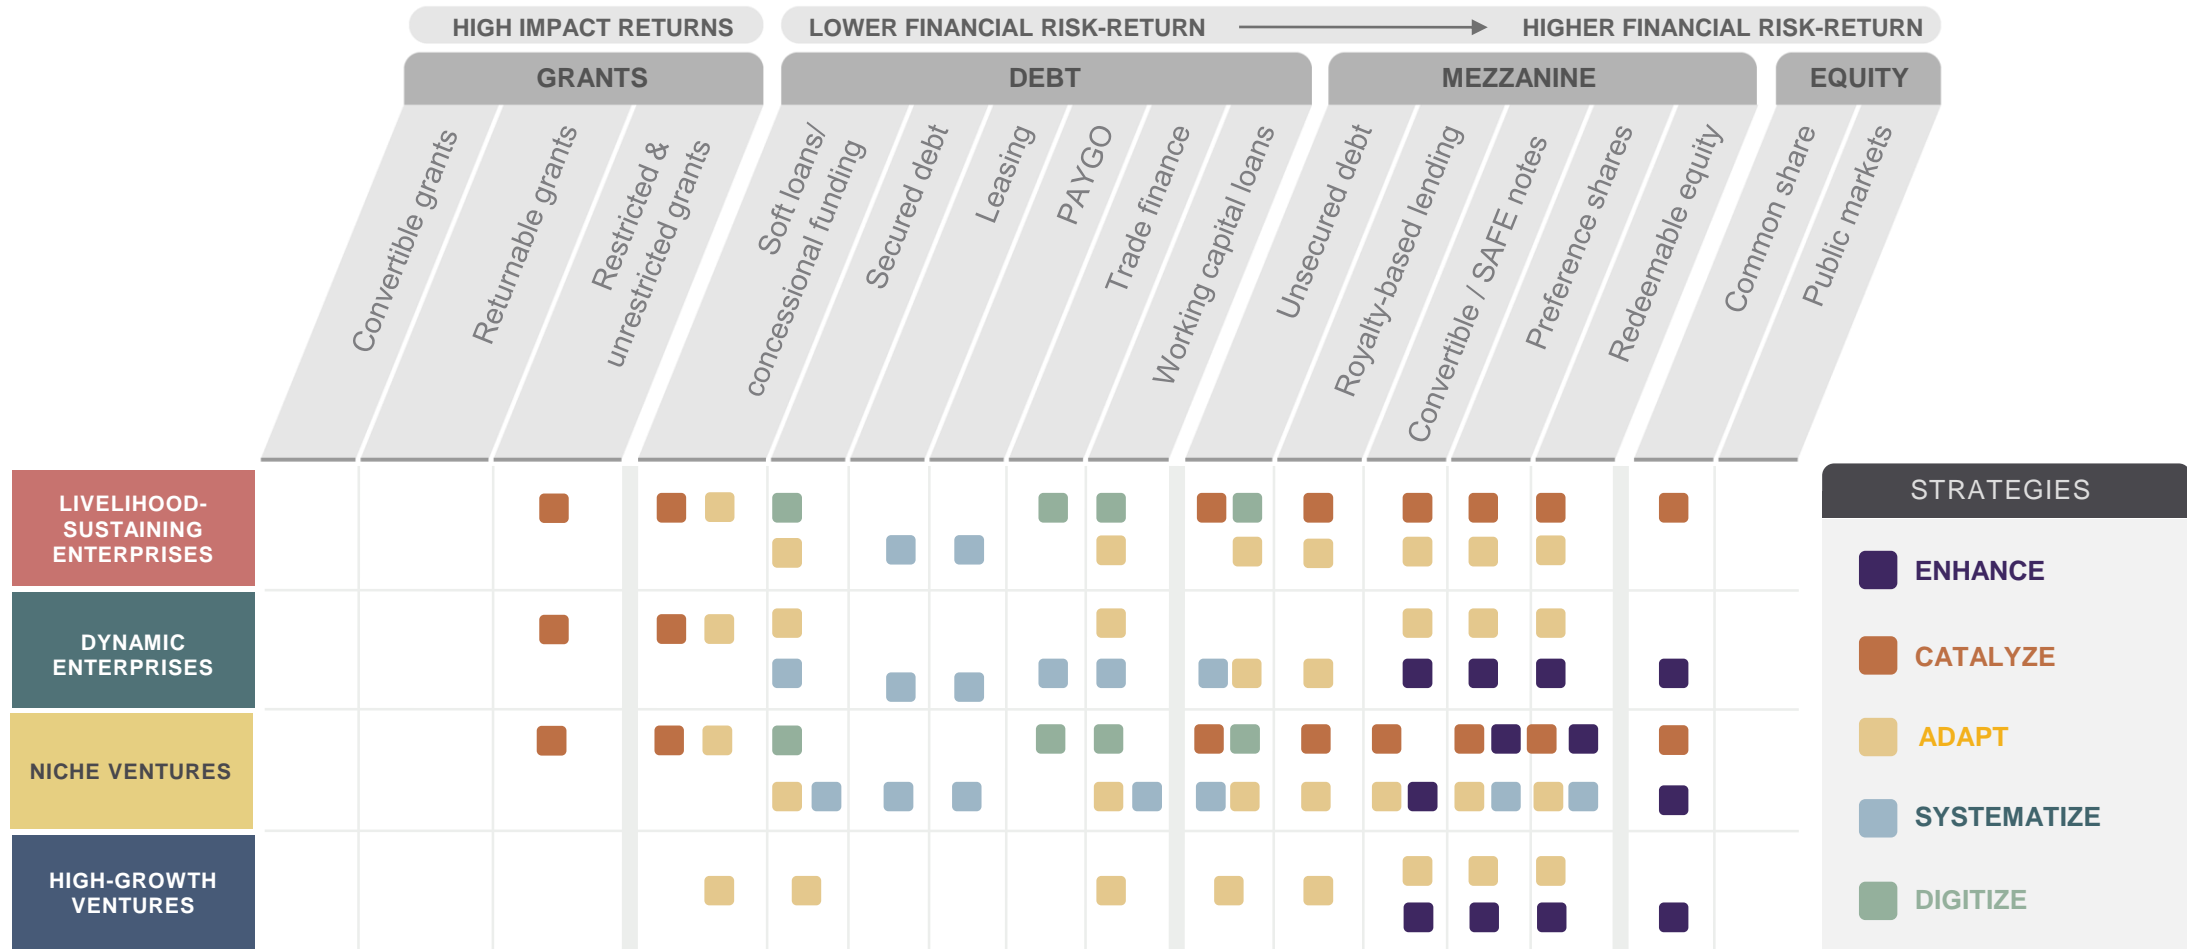 HIGH IMPACT RETURNS
LOWER FINANCIAL RISK-RETURN
HIGHER FINANCIAL RISK-RETURN
GRANTS
DEBT
MEZZANINE
EQUITY
Convertible grants
Returnable grants
Restricted &
unrestricted grants
Soft loans/
concessional funding
Secured debt
Leasing
PAYGO
Trade finance
Working capital loans
Unsecured debt
Royalty-based lending
Convertible / SAFE notes
Preference shares
Redeemable equity
Common share
Public markets
LIVELIHOOD-
SUSTAINING
ENTERPRISES
DYNAMIC
ENTERPRISES
NICHE VENTURES
HIGH-GROWTH
VENTURES
STRATEGIES
ENHANCE
CATALYZE
ADAPT
SYSTEMATIZE
DIGITIZE